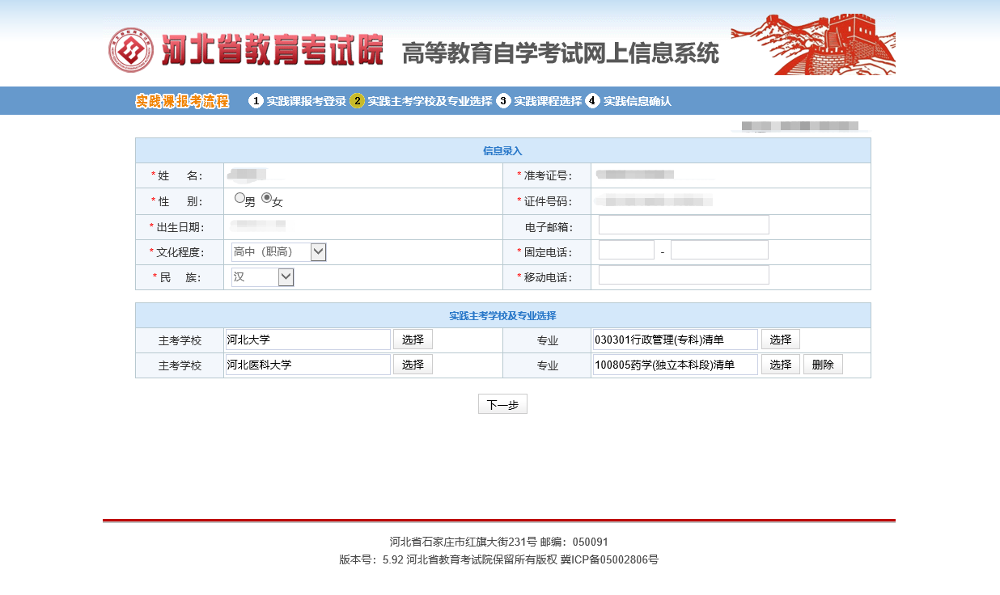 河北省教育考试院 高等教育自学考试网上信息系统
实践课报考流程 1 实践课报考登录 2 实践主考学校及专业选择 3 实践课程选择 4 实践信息确认
信息录入
* 姓 名: * 准考证号:
* 性 别: 男 女 * 证件号码:
* 出生日期: 电子邮箱:
* 文化程度: 高中（职高） * 固定电话: -
* 民 族: 汉 * 移动电话:
实践主考学校及专业选择
主考学校 河北大学 选择 专业 030301行政管理(专科)清单 选择
主考学校 河北医科大学 选择 专业 100805药学(独立本科段)清单 选择 删除
下一步
河北省石家庄市红旗大街231号 邮编：050091
版本号：5.92 河北省教育考试院保留所有版权 冀ICP备05002806号